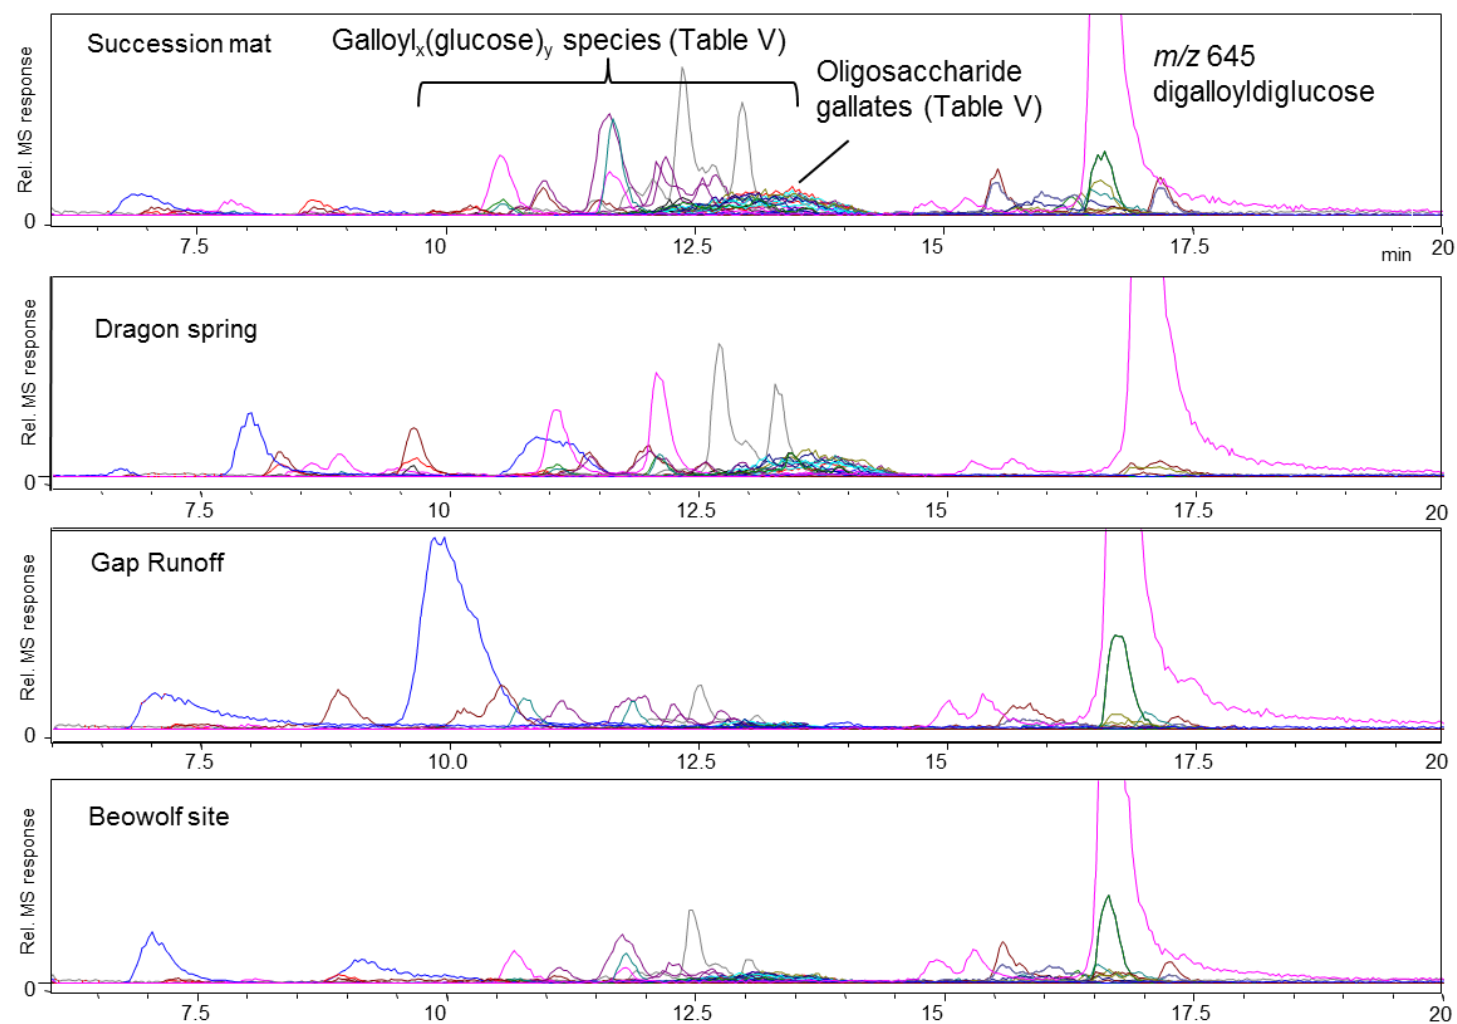 Succession mat
Galloylx(glucose)y species (Table V)
Oligosaccharide
gallates (Table V)
m/z 645
digalloyldiglucose
Rel. MS response
0
7.5
10
12.5
15
17.5
min
20
Dragon spring
Rel. MS response
0
7.5
10
12.5
15
17.5
20
Gap Runoff
Rel. MS response
0
7.5
10.0
12.5
15
17.5
20
Beowolf site
Rel. MS response
0
7.5
10
12.5
15
17.5
20